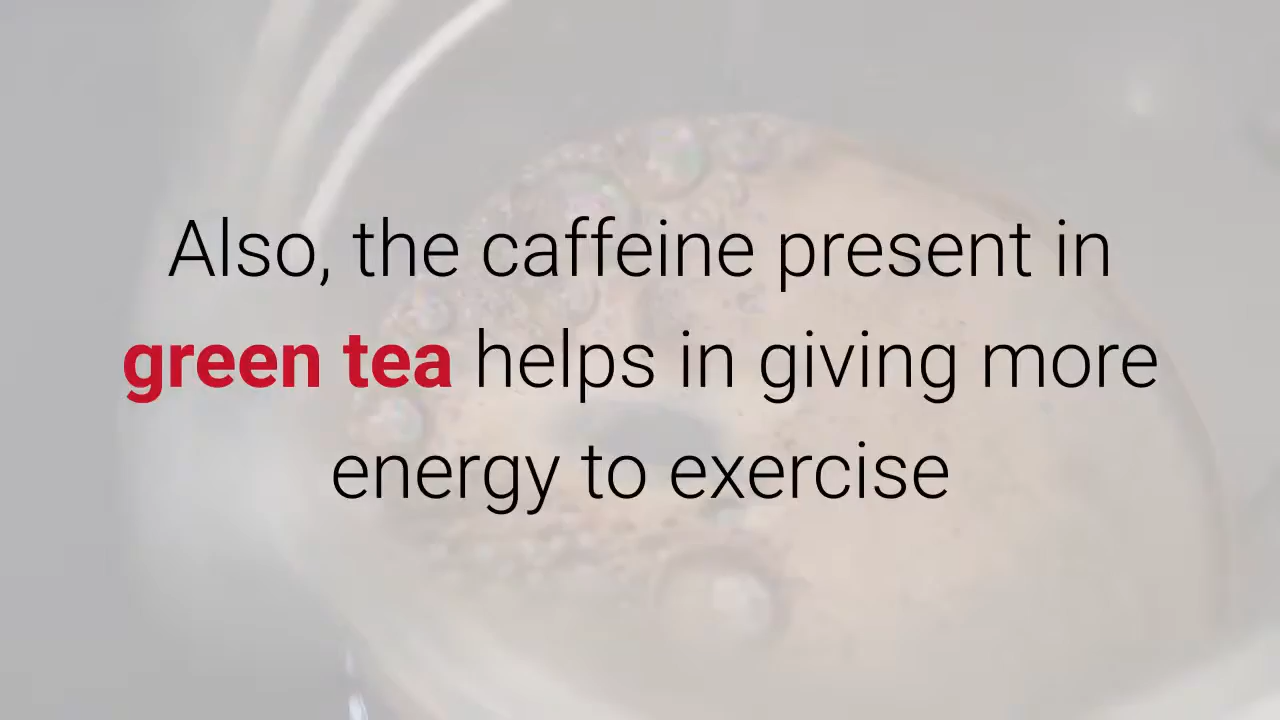 Also, the caffeine present in
green tea helps in giving more
energy to exercise